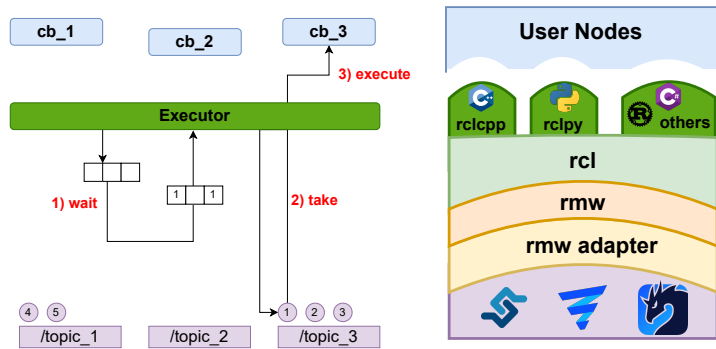 cb_1
cb_2
cb_3
3) execute
Executor
1) wait
1 1
2) take
4 5
1 2 3
/topic_1
/topic_2
/topic_3
User Nodes
C++
C#
R
rclcpp
rclpy
others
rcl
rmw
rmw adapter